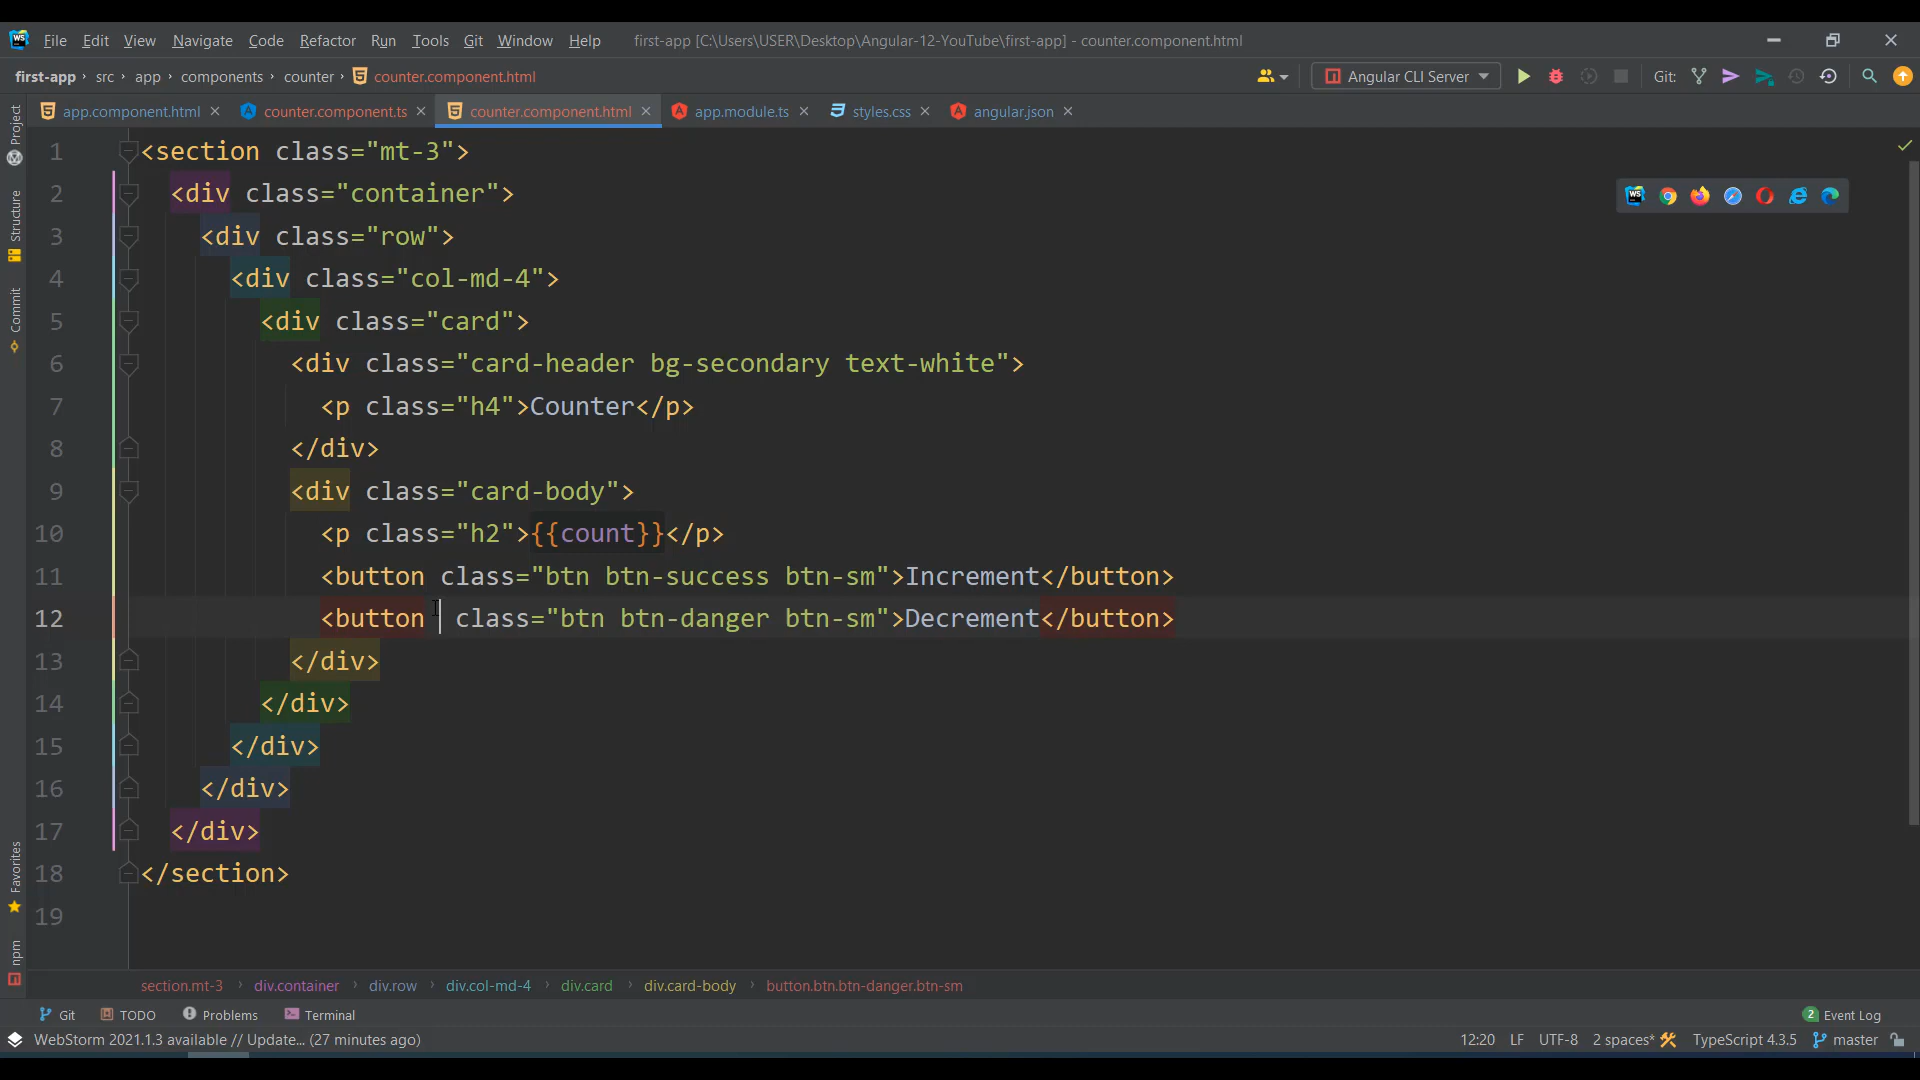 File Edit View Navigate Code Refactor Run Tools Git Window Help first-app [C:\Users\USER\Desktop\Angular-12-YouTube\first-app] - counter.component.html
first-app src app components counter counter.component.html Angular CLI Server Git:
app.component.html counter.component.ts counter.component.html app.module.ts styles.css angular.json
Project
Structure
Commit
Favorites
npm
1 <section class="mt-3">
2 <div class="container">
3 <div class="row">
4 <div class="col-md-4">
5 <div class="card">
6 <div class="card-header bg-secondary text-white">
7 <p class="h4">Counter</p>
8 </div>
9 <div class="card-body">
10 <p class="h2">{{count}}</p>
11 <button class="btn btn-success btn-sm">Increment</button>
12 <button  class="btn btn-danger btn-sm">Decrement</button>
13 </div>
14 </div>
15 </div>
16 </div>
17 </div>
18 </section>
19
section.mt-3 › div.container › div.row › div.col-md-4 › div.card › div.card-body › button.btn.btn-danger.btn-sm
Git TODO Problems Terminal 2 Event Log
WebStorm 2021.1.3 available // Update... (27 minutes ago) 12:20 LF UTF-8 2 spaces* TypeScript 4.3.5 master